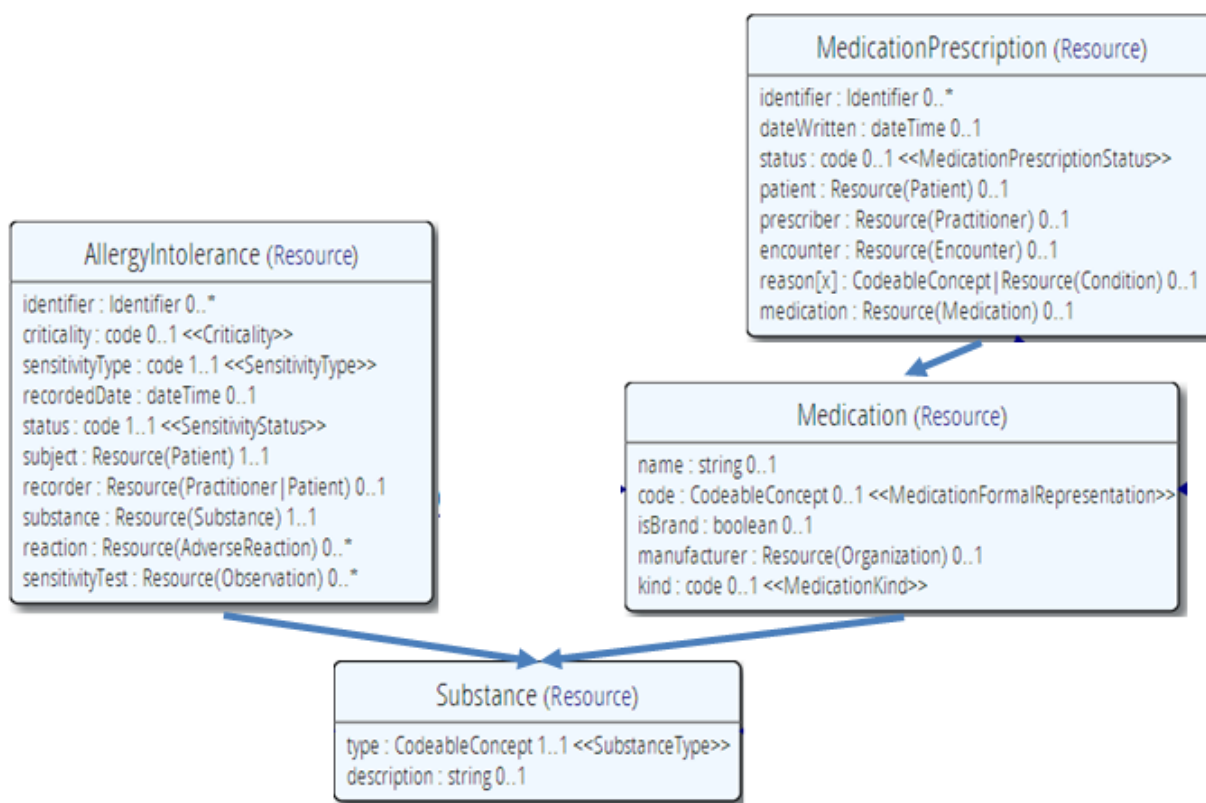 MedicationPrescription (Resource)
identifier : Identifier 0..*
dateWritten : dateTime 0..1
status : code 0..1 <<MedicationPrescriptionStatus>>
patient : Resource(Patient) 0..1
prescriber : Resource(Practitioner) 0..1
encounter : Resource(Encounter) 0..1
reason[x] : CodeableConcept|Resource(Condition) 0..1
medication : Resource(Medication) 0..1
AllergyIntolerance (Resource)
identifier : Identifier 0..*
criticality : code 0..1 <<Criticality>>
sensitivityType : code 1..1 <<SensitivityType>>
recordedDate : dateTime 0..1
status : code 1..1 <<SensitivityStatus>>
subject : Resource(Patient) 1..1
recorder : Resource(Practitioner|Patient) 0..1
substance : Resource(Substance) 1..1
reaction : Resource(AdverseReaction) 0..*
sensitivityTest : Resource(Observation) 0..*
Medication (Resource)
name : string 0..1
code : CodeableConcept 0..1 <<MedicationFormalRepresentation>>
isBrand : boolean 0..1
manufacturer : Resource(Organization) 0..1
kind : code 0..1 <<MedicationKind>>
Substance (Resource)
type : CodeableConcept 1..1 <<SubstanceType>>
description : string 0..1